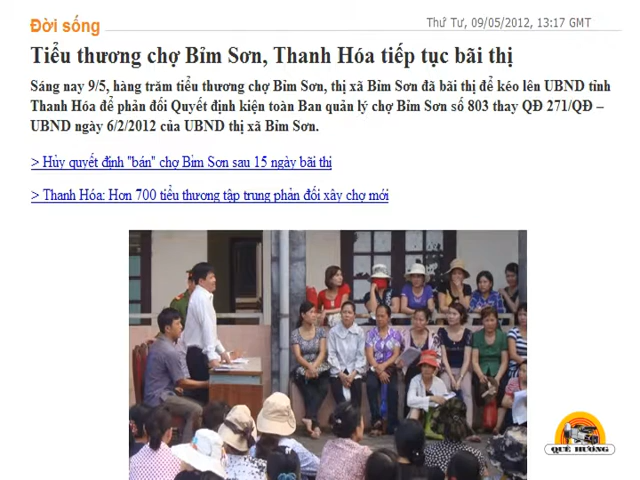 Đời sống
Thứ Tư, 09/05/2012, 13:17 GMT
Tiểu thương chợ Bỉm Sơn, Thanh Hóa tiếp tục bãi thị
Sáng nay 9/5, hàng trăm tiểu thương chợ Bỉm Sơn, thị xã Bỉm Sơn đã bãi thị để kéo lên UBND tỉnh
Thanh Hóa để phản đối Quyết định kiện toàn Ban quản lý chợ Bỉm Sơn số 803 thay QĐ 271/QĐ –
UBND ngày 6/2/2012 của UBND thị xã Bỉm Sơn.
> Hủy quyết định "bán" chợ Bỉm Sơn sau 15 ngày bãi thị
> Thanh Hóa: Hơn 700 tiểu thương tập trung phản đối xây chợ mới
QUÊ HƯƠNG